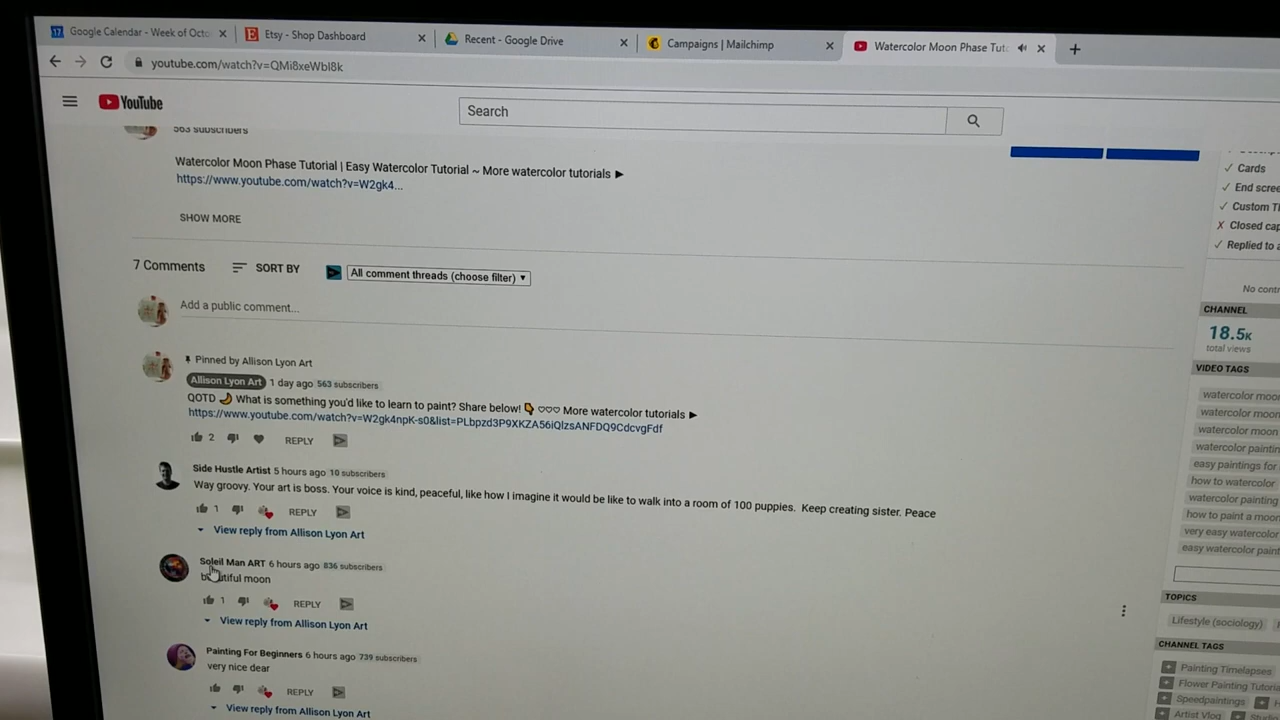 Google Calendar - Week of Octo
Etsy - Shop Dashboard
Recent - Google Drive
Campaigns | Mailchimp
Watercolor Moon Phase Tut
youtube.com/watch?v=QMi8xeWbI8k
YouTube
Search
563 subscribers
Watercolor Moon Phase Tutorial | Easy Watercolor Tutorial ~ More watercolor tutorials ►
https://www.youtube.com/watch?v=W2gk4...
SHOW MORE
7 Comments
SORT BY
All comment threads (choose filter) ▼
Add a public comment...
Pinned by Allison Lyon Art
Allison Lyon Art 1 day ago 563 subscribers
QOTD 🌙 What is something you'd like to learn to paint? Share below! 👇 ♡♡♡ More watercolor tutorials ►
https://www.youtube.com/watch?v=W2gk4npK-s0&list=PLbpzd3P9XKZA56iQlzsANFDQ9CdcvgFdf
2 REPLY
Side Hustle Artist 5 hours ago 10 subscribers
Way groovy. Your art is boss. Your voice is kind, peaceful, like how I imagine it would be like to walk into a room of 100 puppies. Keep creating sister. Peace
1 REPLY
View reply from Allison Lyon Art
Soleil Man ART 6 hours ago 836 subscribers
beautiful moon
1 REPLY
View reply from Allison Lyon Art
Painting For Beginners 6 hours ago 739 subscribers
very nice dear
REPLY
View reply from Allison Lyon Art
✓ Cards
✓ End scree
✓ Custom T
X Closed cap
✓ Replied to a
No contr
CHANNEL
18.5K
total views
VIDEO TAGS
watercolor moo
watercolor moon
watercolor moon
watercolor paintin
easy paintings for
how to watercolor
watercolor painting
how to paint a moon
very easy watercolor
easy watercolor paint
TOPICS
Lifestyle (sociology)
CHANNEL TAGS
+ Painting Timelapses
+ Flower Painting Tutoria
+ Speedpaintings
+ Artist Vlog